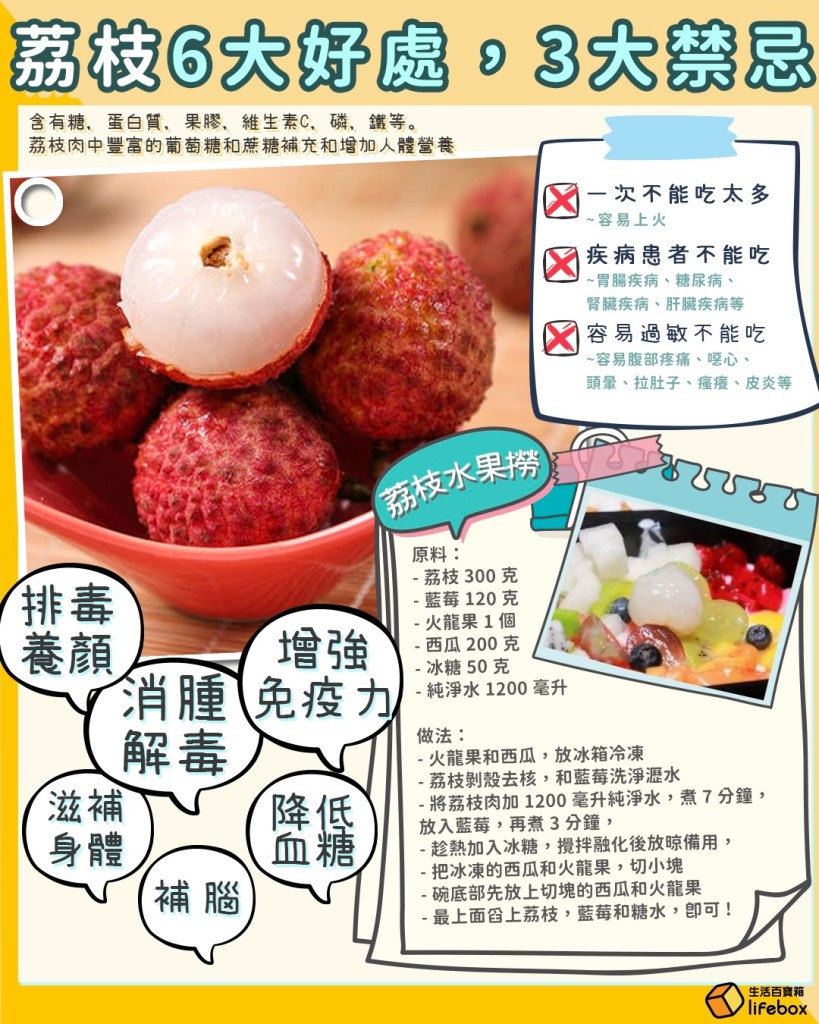 荔枝6大好處，3大禁忌
含有糖, 蛋白質, 果膠, 維生素C, 磷, 鐵等。
荔枝肉中豐富的葡萄糖和蔗糖補充和增加人體營養
一次不能吃太多
~容易上火
疾病患者不能吃
~胃腸疾病、糖尿病、
腎臟疾病、肝臟疾病等
容易過敏不能吃
~容易腹部疼痛、噁心、
頭暈、拉肚子、瘙癢、皮炎等
荔枝水果撈
原料：
- 荔枝 300 克
- 藍莓 120 克
- 火龍果 1 個
- 西瓜 200 克
- 冰糖 50 克
- 純淨水 1200 毫升
做法：
- 火龍果和西瓜，放冰箱冷凍
- 荔枝剝殼去核，和藍莓洗淨瀝水
- 將荔枝肉加 1200 毫升純淨水，煮 7 分鐘，
放入藍莓，再煮 3 分鐘，
- 趁熱加入冰糖，攪拌融化後放晾備用，
- 把冰凍的西瓜和火龍果，切小塊
- 碗底部先放上切塊的西瓜和火龍果
- 最上面舀上荔枝，藍莓和糖水，即可！
排毒
養顏
消腫
解毒
增強
免疫力
滋補
身體
降低
血糖
補腦
生活百寶箱
lifebox